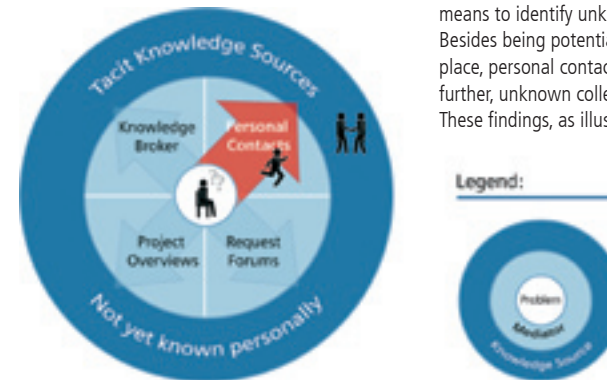 Tacit Knowledge Sources
Knowledge
Broker
Personal
Contacts
??
Project
Overviews
Request
Forums
Not yet known personally
means to identify unk
Besides being potentia
place, personal contac
further, unknown colle
These findings, as illus
Legend:
Problem
Mediator
Knowledge Source